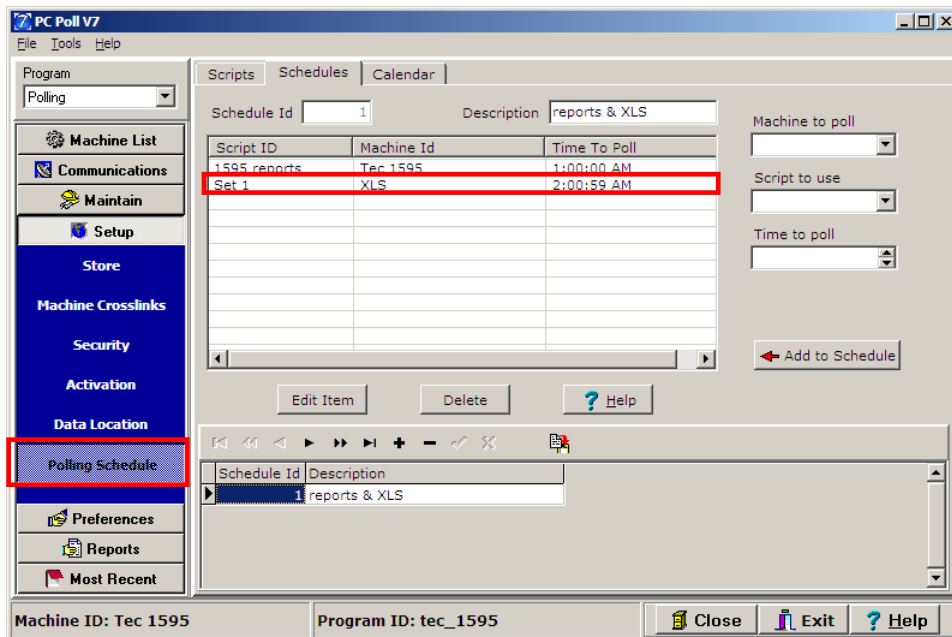 PC Poll V7
File Tools Help
Program
Polling
Machine List
Communications
Maintain
Setup
Store
Machine Crosslinks
Security
Activation
Data Location
Polling Schedule
Preferences
Reports
Most Recent
Scripts Schedules Calendar
Schedule Id 1 Description reports & XLS
Script ID Machine Id Time To Poll
1595 reports Tec 1595 1:00:00 AM
Set 1 XLS 2:00:59 AM
Machine to poll
Script to use
Time to poll
Add to Schedule
Edit Item Delete ? Help
Schedule Id Description
1 reports & XLS
Machine ID: Tec 1595 Program ID: tec_1595 Close Exit ? Help